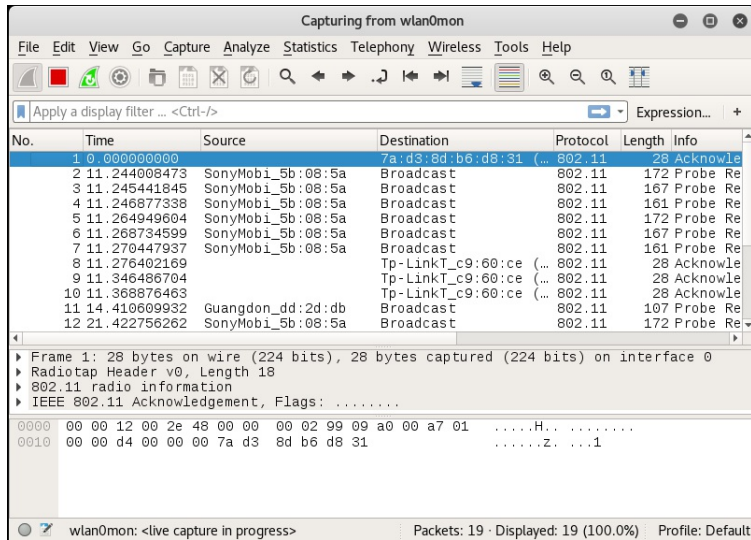 Capturing from wlan0mon
File Edit View Go Capture Analyze Statistics Telephony Wireless Tools Help
Apply a display filter ... <Ctrl-/> Expression... +
No. Time Source Destination Protocol Length Info
1 0.000000000 7a:d3:8d:b6:d8:31 (… 802.11 28 Acknowle
2 11.244008473 SonyMobi_5b:08:5a Broadcast 802.11 172 Probe Re
3 11.245441845 SonyMobi_5b:08:5a Broadcast 802.11 167 Probe Re
4 11.246877338 SonyMobi_5b:08:5a Broadcast 802.11 161 Probe Re
5 11.264949604 SonyMobi_5b:08:5a Broadcast 802.11 172 Probe Re
6 11.268734599 SonyMobi_5b:08:5a Broadcast 802.11 167 Probe Re
7 11.270447937 SonyMobi_5b:08:5a Broadcast 802.11 161 Probe Re
8 11.276402169 Tp-LinkT_c9:60:ce (… 802.11 28 Acknowle
9 11.346486704 Tp-LinkT_c9:60:ce (… 802.11 28 Acknowle
10 11.368876463 Tp-LinkT_c9:60:ce (… 802.11 28 Acknowle
11 14.410609932 Guangdon_dd:2d:db Broadcast 802.11 107 Probe Re
12 21.422756262 SonyMobi_5b:08:5a Broadcast 802.11 172 Probe Re
Frame 1: 28 bytes on wire (224 bits), 28 bytes captured (224 bits) on interface 0
Radiotap Header v0, Length 18
802.11 radio information
IEEE 802.11 Acknowledgement, Flags: ........
0000 00 00 12 00 2e 48 00 00 00 02 99 09 a0 00 a7 01 .....H.. ........
0010 00 00 d4 00 00 00 7a d3 8d b6 d8 31 ......z. ...1
wlan0mon: <live capture in progress> Packets: 19 · Displayed: 19 (100.0%) Profile: Default